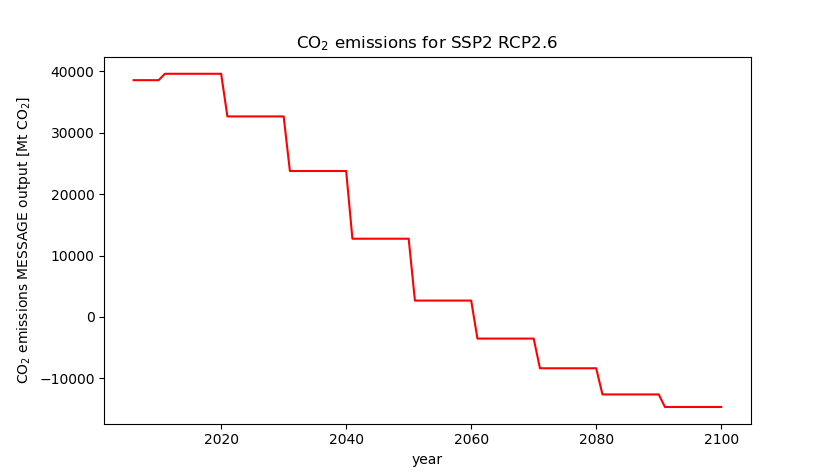 CO₂ emissions for SSP2 RCP2.6
CO₂ emissions MESSAGE output [Mt CO₂]
40000
30000
20000
10000
0
−10000
2020 2040 2060 2080 2100
year